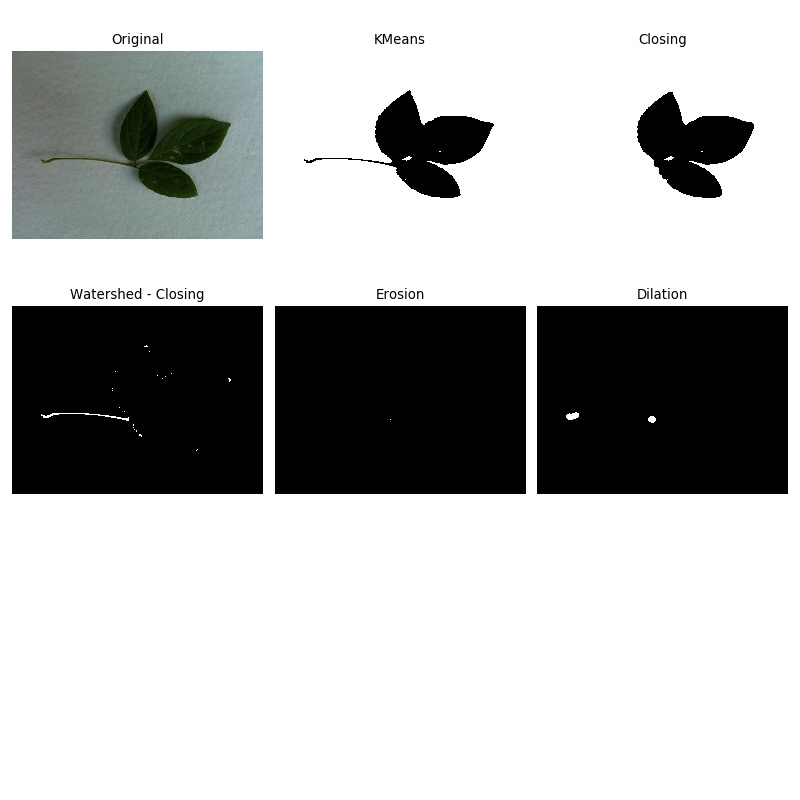 Original
KMeans
Closing
Watershed - Closing
Erosion
Dilation